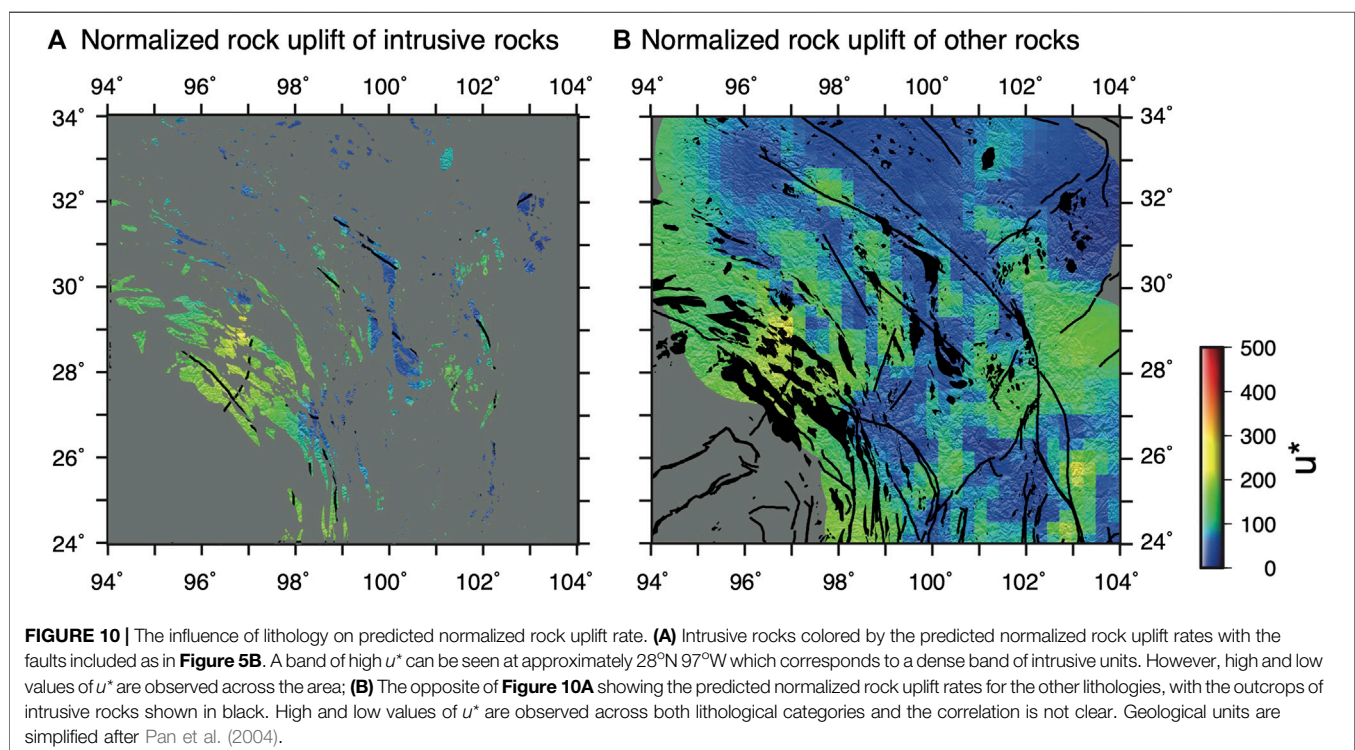 A Normalized rock uplift of intrusive rocks
B Normalized rock uplift of other rocks
94° 96° 98° 100° 102° 104°
94° 96° 98° 100° 102° 104°
34°
32°
30°
28°
26°
24°
34°
32°
30°
28°
26°
24°
94° 96° 98° 100° 102° 104°
94° 96° 98° 100° 102° 104°
500
400
300
200
100
0
u*
FIGURE 10 | The influence of lithology on predicted normalized rock uplift rate. (A) Intrusive rocks colored by the predicted normalized rock uplift rates with the
faults included as in Figure 5B. A band of high u* can be seen at approximately 28°N 97°W which corresponds to a dense band of intrusive units. However, high and low
values of u* are observed across the area; (B) The opposite of Figure 10A showing the predicted normalized rock uplift rates for the other lithologies, with the outcrops of
intrusive rocks shown in black. High and low values of u* are observed across both lithological categories and the correlation is not clear. Geological units are
simplified after Pan et al. (2004).